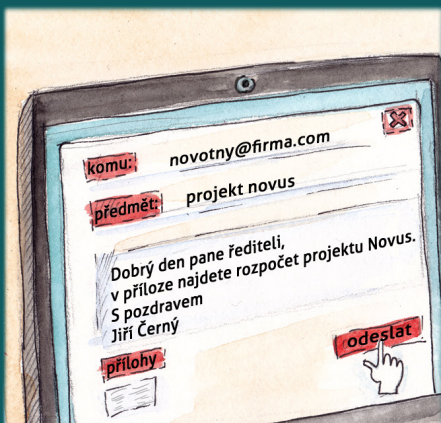 komu: novotny@firma.com
předmět: projekt novus
Dobrý den pane řediteli,
v příloze najdete rozpočet projektu Novus.
S pozdravem
Jiří Černý
přílohy
odeslat